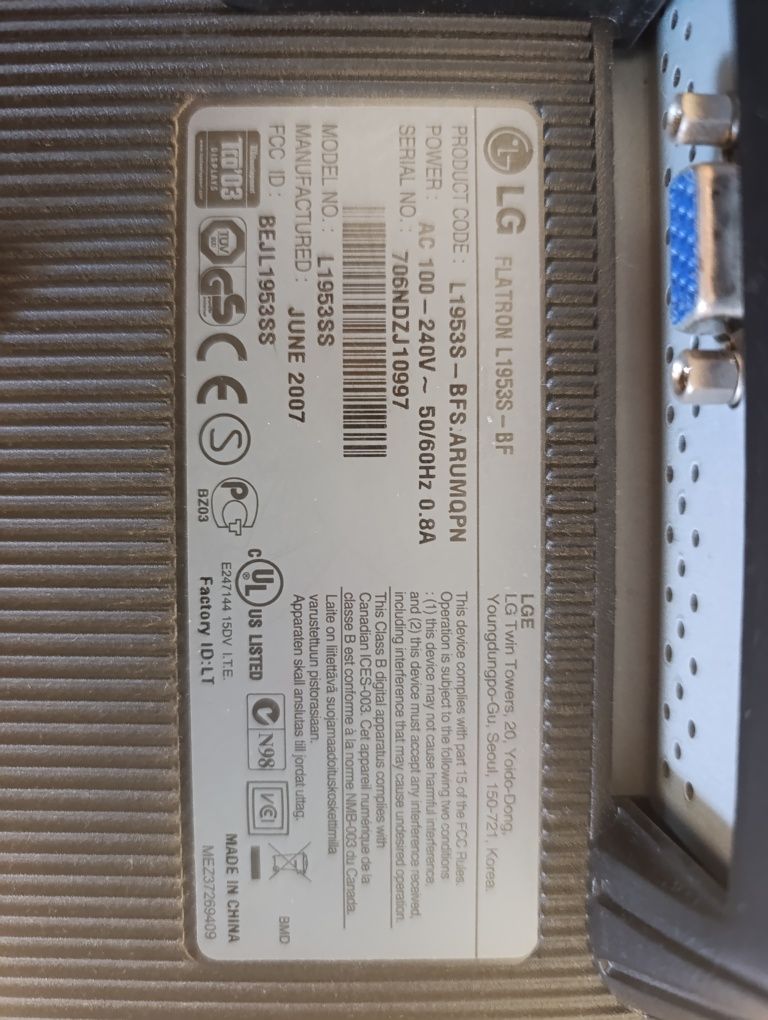 LG FLATRON L1953S-BF
PRODUCT CODE : L1953S-BFS.ARUMQPN
POWER : AC 100-240V ~ 50/60Hz 0.8A
SERIAL NO. : 706NDZJ10997
MODEL NO. : L1953SS
MANUFACTURED : JUNE 2007
FCC ID : BEJL1953SS
TCO'03
DISPLAYS
TÜV
GS
CE
S
PCT
BZ03
LGE
LG Twin Towers, 20, Yoido-Dong,
Youngdungpo-Gu, Seoul, 150-721, Korea.
This device complies with part 15 of the FCC Rules.
Operation is subject to the following two conditions
: (1) this device may not cause harmful interference,
and (2) this device must accept any interference received,
including interference that may cause undesired operation.
This Class B digital apparatus complies with
Canadian ICES-003. Cet appareil numérique de la
classe B est conforme à la norme NMB-003 du Canada.
Laite on liitettävä suojamaadoituskoskettimilla
varustettuun pistorasiaan.
Apparaten skall anslutas till jordat uttag.
C UL ® US LISTED
E247144 15DV I.T.E.
Factory ID:LT
N98
VCI
BMD
MADE IN CHINA
MEZ37269409